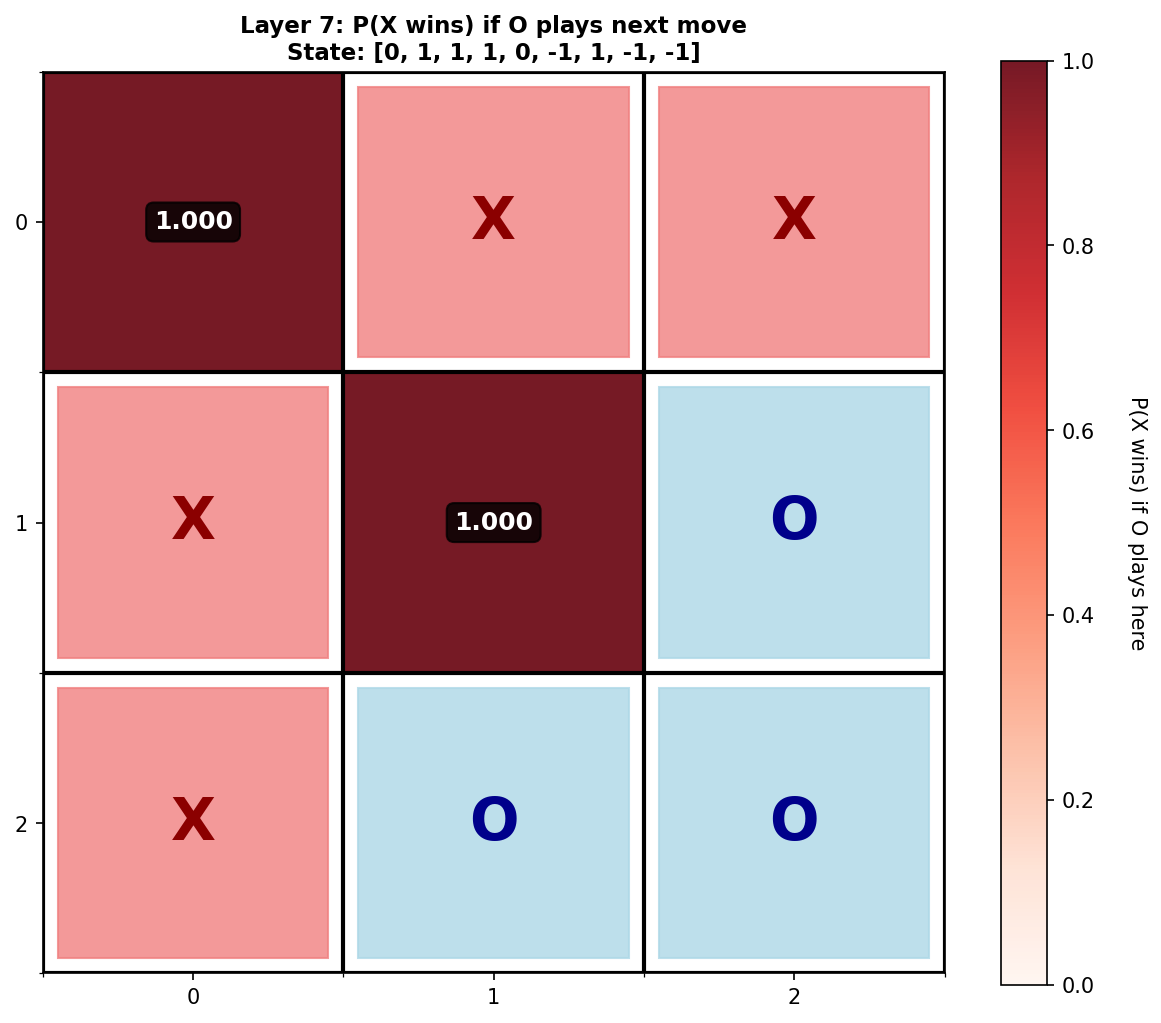 Layer 7: P(X wins) if O plays next move
State: [0, 1, 1, 1, 0, -1, 1, -1, -1]
0
1.000
X
X
1
X
1.000
O
2
X
O
O
0
1
2
1.0
0.8
0.6
0.4
0.2
0.0
P(X wins) if O plays here